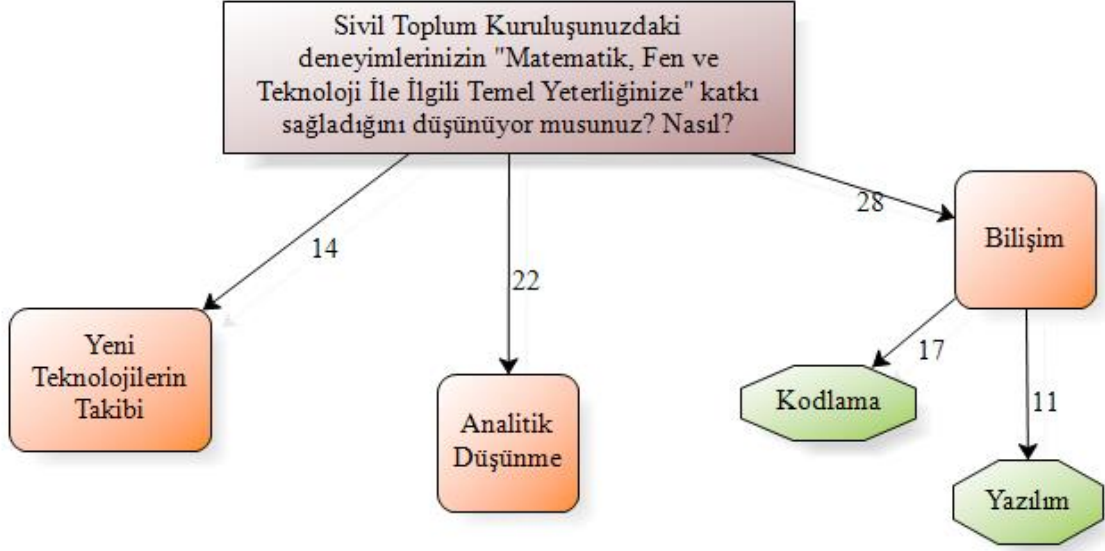 Sivil Toplum Kuruluşunuzdaki
deneyimlerinizin "Matematik, Fen ve
Teknoloji İle İlgili Temel Yeterliğinize" katkı
sağladığını düşünüyor musunuz? Nasıl?
14
22
28
Bilişim
Yeni
Teknolojilerin
Takibi
Analitik
Düşünme
17
11
Kodlama
Yazılım